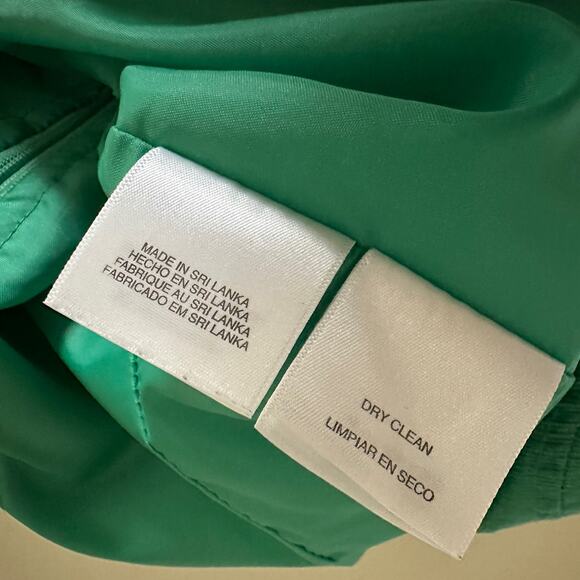 MADE IN SRI LANKA
HECHO EN SRI LANKA
FABRIQUE AU SRI LANKA
FABRICADO EM SRI LANKA
DRY CLEAN
LIMPIAR EN SECO